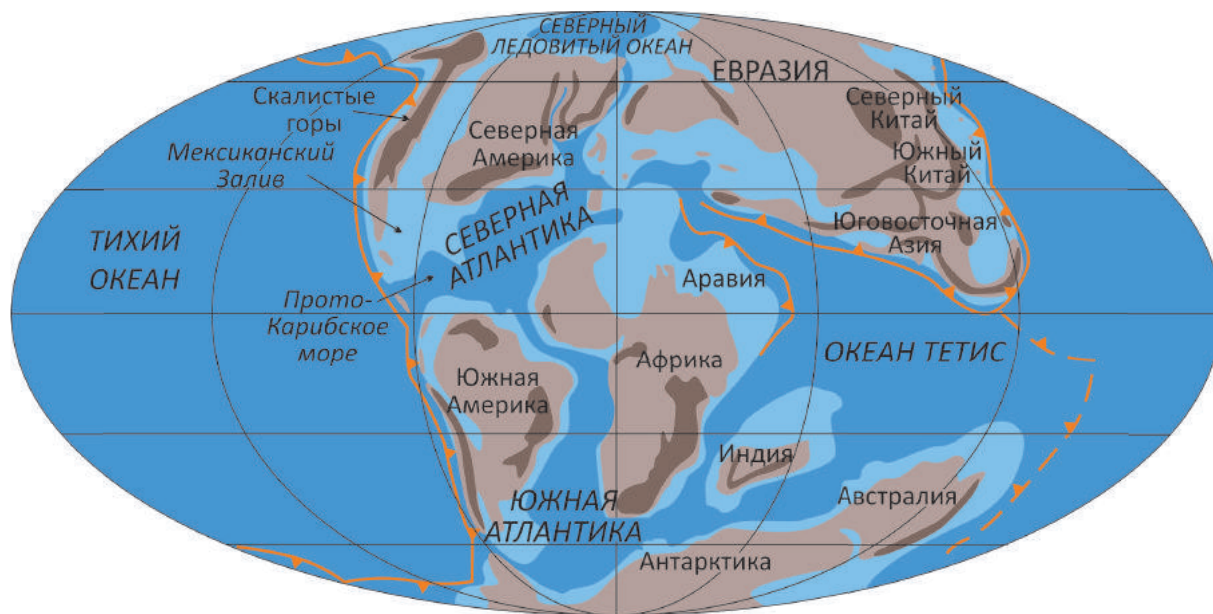 СЕВЕРНЫЙ
ЛЕДОВИТЫЙ ОКЕАН
ЕВРАЗИЯ
Скалистые
горы
Северный
Китай
Северная
Америка
Мексиканский
Залив
Южный
Китай
СЕВЕРНАЯ
АТЛАНТИКА
Юговосточная
Азия
ТИХИЙ
ОКЕАН
Аравия
Прото-
Карибское
море
ОКЕАН ТЕТИС
Африка
Южная
Америка
Индия
Австралия
ЮЖНАЯ
АТЛАНТИКА
Антарктика